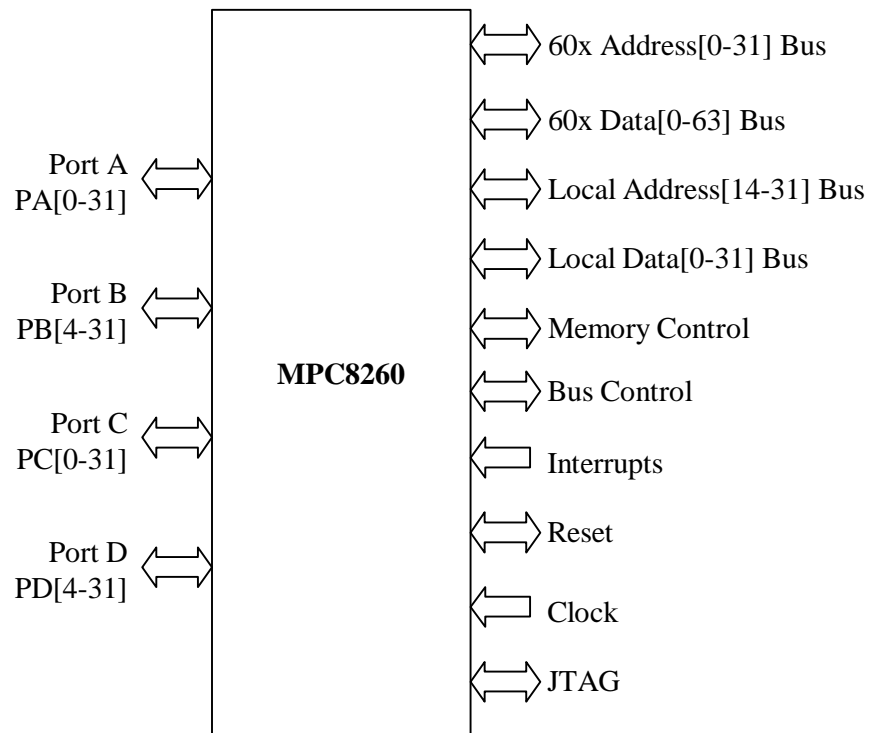 Port A
PA[0-31]
Port B
PB[4-31]
Port C
PC[0-31]
Port D
PD[4-31]
MPC8260
60x Address[0-31] Bus
60x Data[0-63] Bus
Local Address[14-31] Bus
Local Data[0-31] Bus
Memory Control
Bus Control
Interrupts
Reset
Clock
JTAG